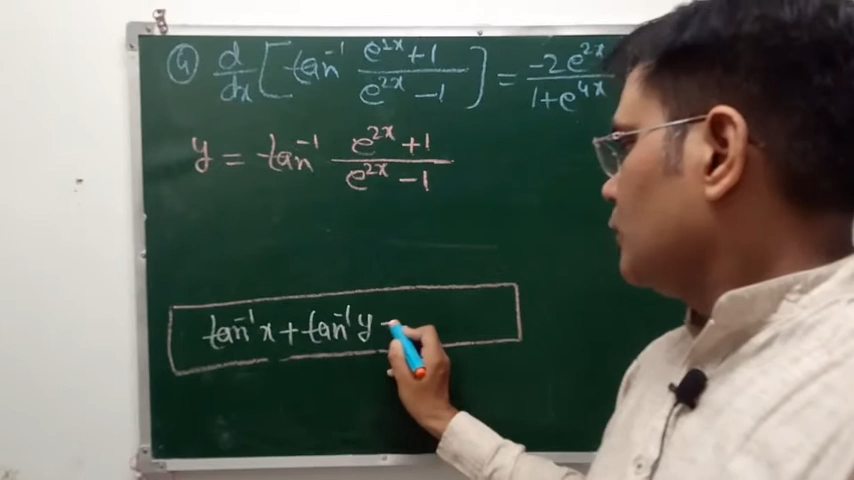 Q d/dx [ tan⁻¹ (e^2x + 1)/(e^2x − 1) ] = (−2e^2x)/(1+e^4x)
y = tan⁻¹ (e^2x + 1)/(e^2x − 1)
tan⁻¹x + tan⁻¹y =